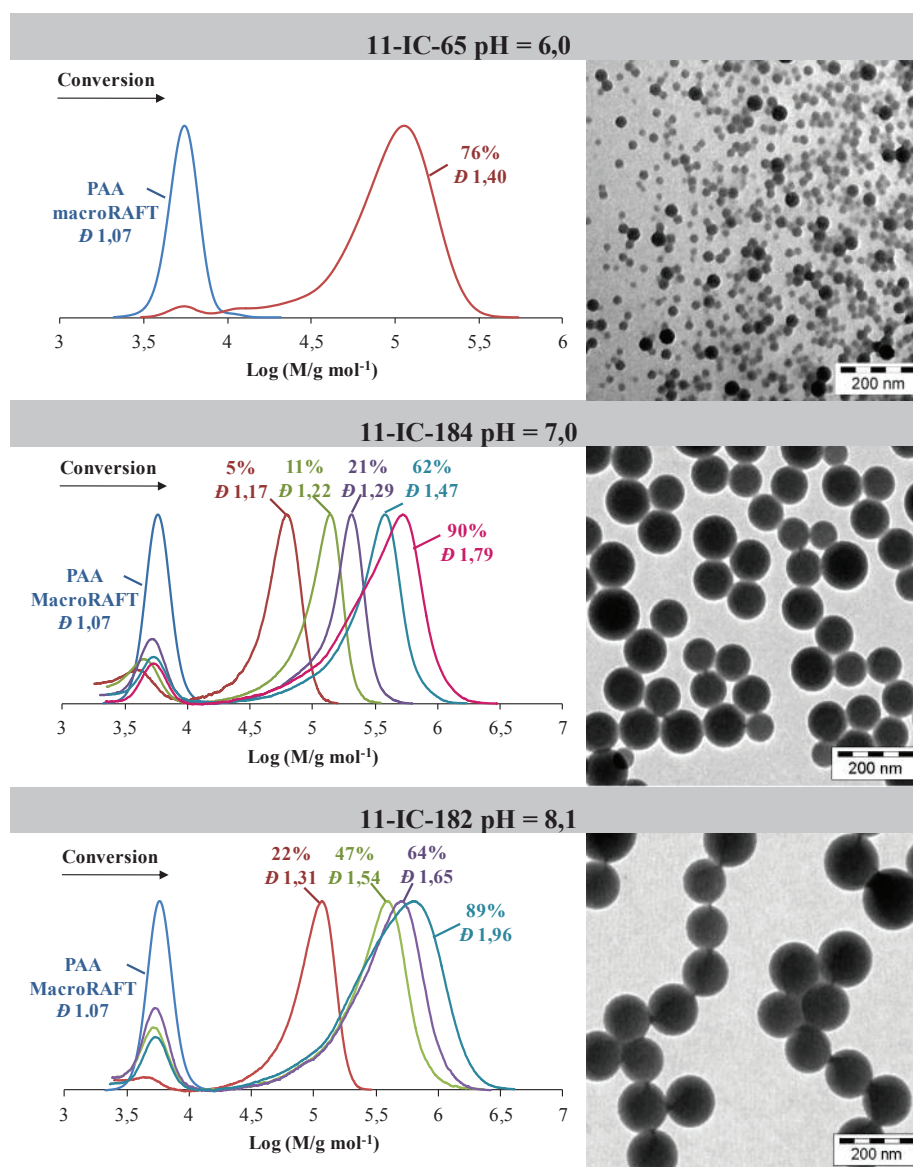 11-IC-65 pH = 6,0
Conversion
PAA
macroRAFT
Đ 1,07
76%
Đ 1,40
3 3,5 4 4,5 5 5,5 6
Log (M/g mol⁻¹)
200 nm
11-IC-184 pH = 7,0
Conversion
5%
Đ 1,17
11%
Đ 1,22
21%
Đ 1,29
62%
Đ 1,47
90%
Đ 1,79
PAA
MacroRAFT
Đ 1,07
3 3,5 4 4,5 5 5,5 6 6,5 7
Log (M/g mol⁻¹)
200 nm
11-IC-182 pH = 8,1
Conversion
22%
Đ 1,31
47%
Đ 1,54
64%
Đ 1,65
89%
Đ 1,96
PAA
MacroRAFT
Đ 1.07
3 3,5 4 4,5 5 5,5 6 6,5 7
Log (M/g mol⁻¹)
200 nm